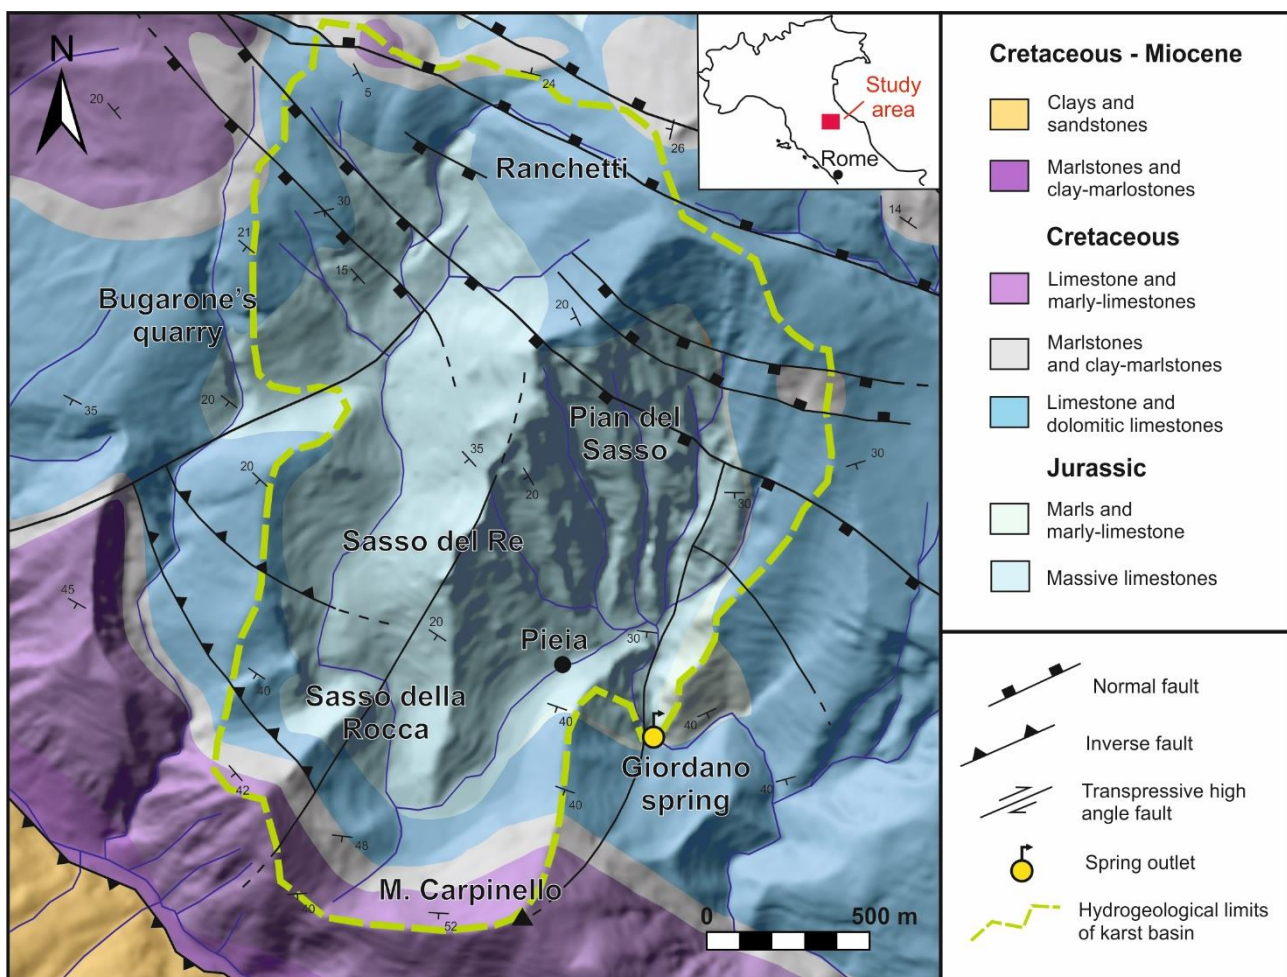 N
20
5
24
26
14
Ranchetti
30
21
15
20
Bugarone's
quarry
35
20
Pian del
Sasso
35
20
30
30
20
Sasso del Re
45
20
30
Pieia
40
Sasso della
Rocca
40
40
Giordano
spring
42
40
40
48
M. Carpinello
40
52
0
500 m
Study
area
Rome
Cretaceous - Miocene
Clays and
sandstones
Marlstones and
clay-marlostones
Cretaceous
Limestone and
marly-limestones
Marlstones
and clay-marlstones
Limestone and
dolomitic limestones
Jurassic
Marls and
marly-limestone
Massive limestones
Normal fault
Inverse fault
Transpressive high
angle fault
Spring outlet
Hydrogeological limits
of karst basin